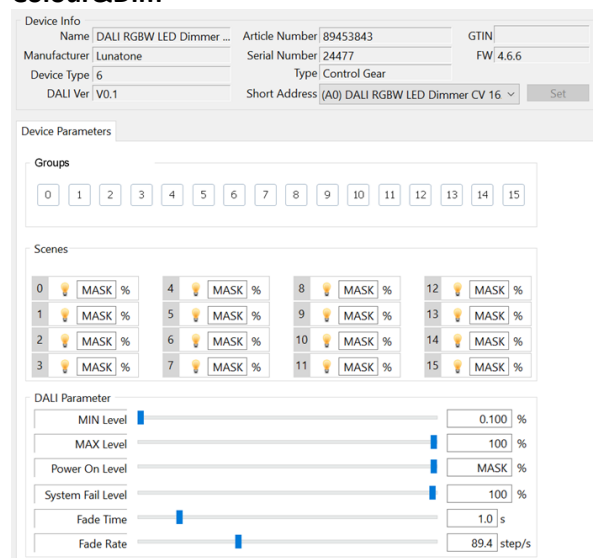 Colour&Dim
Device Info
Name DALI RGBW LED Dimmer ... Article Number 89453843 GTIN
Manufacturer Lunatone Serial Number 24477 FW 4.6.6
Device Type 6 Type Control Gear
DALI Ver V0.1 Short Address (A0) DALI RGBW LED Dimmer CV 16 Set
Device Parameters
Groups
0 1 2 3 4 5 6 7 8 9 10 11 12 13 14 15
Scenes
0 MASK % 4 MASK % 8 MASK % 12 MASK %
1 MASK % 5 MASK % 9 MASK % 13 MASK %
2 MASK % 6 MASK % 10 MASK % 14 MASK %
3 MASK % 7 MASK % 11 MASK % 15 MASK %
DALI Parameter
MIN Level 0.100 %
MAX Level 100 %
Power On Level MASK %
System Fail Level 100 %
Fade Time 1.0 s
Fade Rate 89.4 step/s